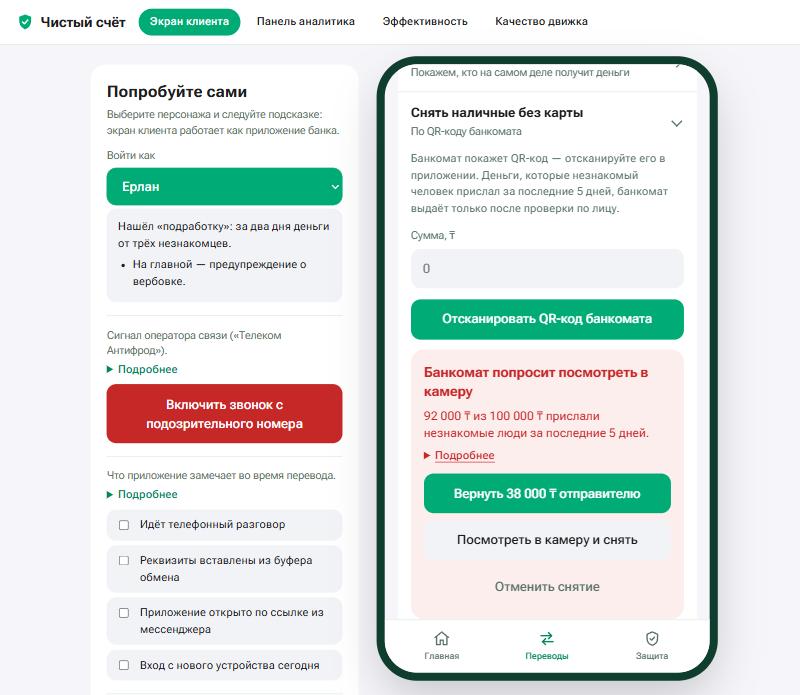 Чистый счёт
Экран клиента
Панель аналитика
Эффективность
Качество движка
Попробуйте сами
Выберите персонажа и следуйте подсказке:
экран клиента работает как приложение банка.
Войти как
Ерлан
Нашёл «подработку»: за два дня деньги
от трёх незнакомцев.
• На главной — предупреждение о
вербовке.
Сигнал оператора связи («Телеком
Антифрод»).
Подробнее
Включить звонок с
подозрительного номера
Что приложение замечает во время перевода.
Подробнее
Идёт телефонный разговор
Реквизиты вставлены из буфера
обмена
Приложение открыто по ссылке из
мессенджера
Вход с нового устройства сегодня
Покажем, кто на самом деле получит деньги
Снять наличные без карты
По QR-коду банкомата
Банкомат покажет QR-код — отсканируйте его в
приложении. Деньги, которые незнакомый
человек прислал за последние 5 дней, банкомат
выдаёт только после проверки по лицу.
Сумма, ₸
0
Отсканировать QR-код банкомата
Банкомат попросит посмотреть в
камеру
92 000 ₸ из 100 000 ₸ прислали
незнакомые люди за последние 5 дней.
Подробнее
Вернуть 38 000 ₸ отправителю
Посмотреть в камеру и снять
Отменить снятие
Главная
Переводы
Защита